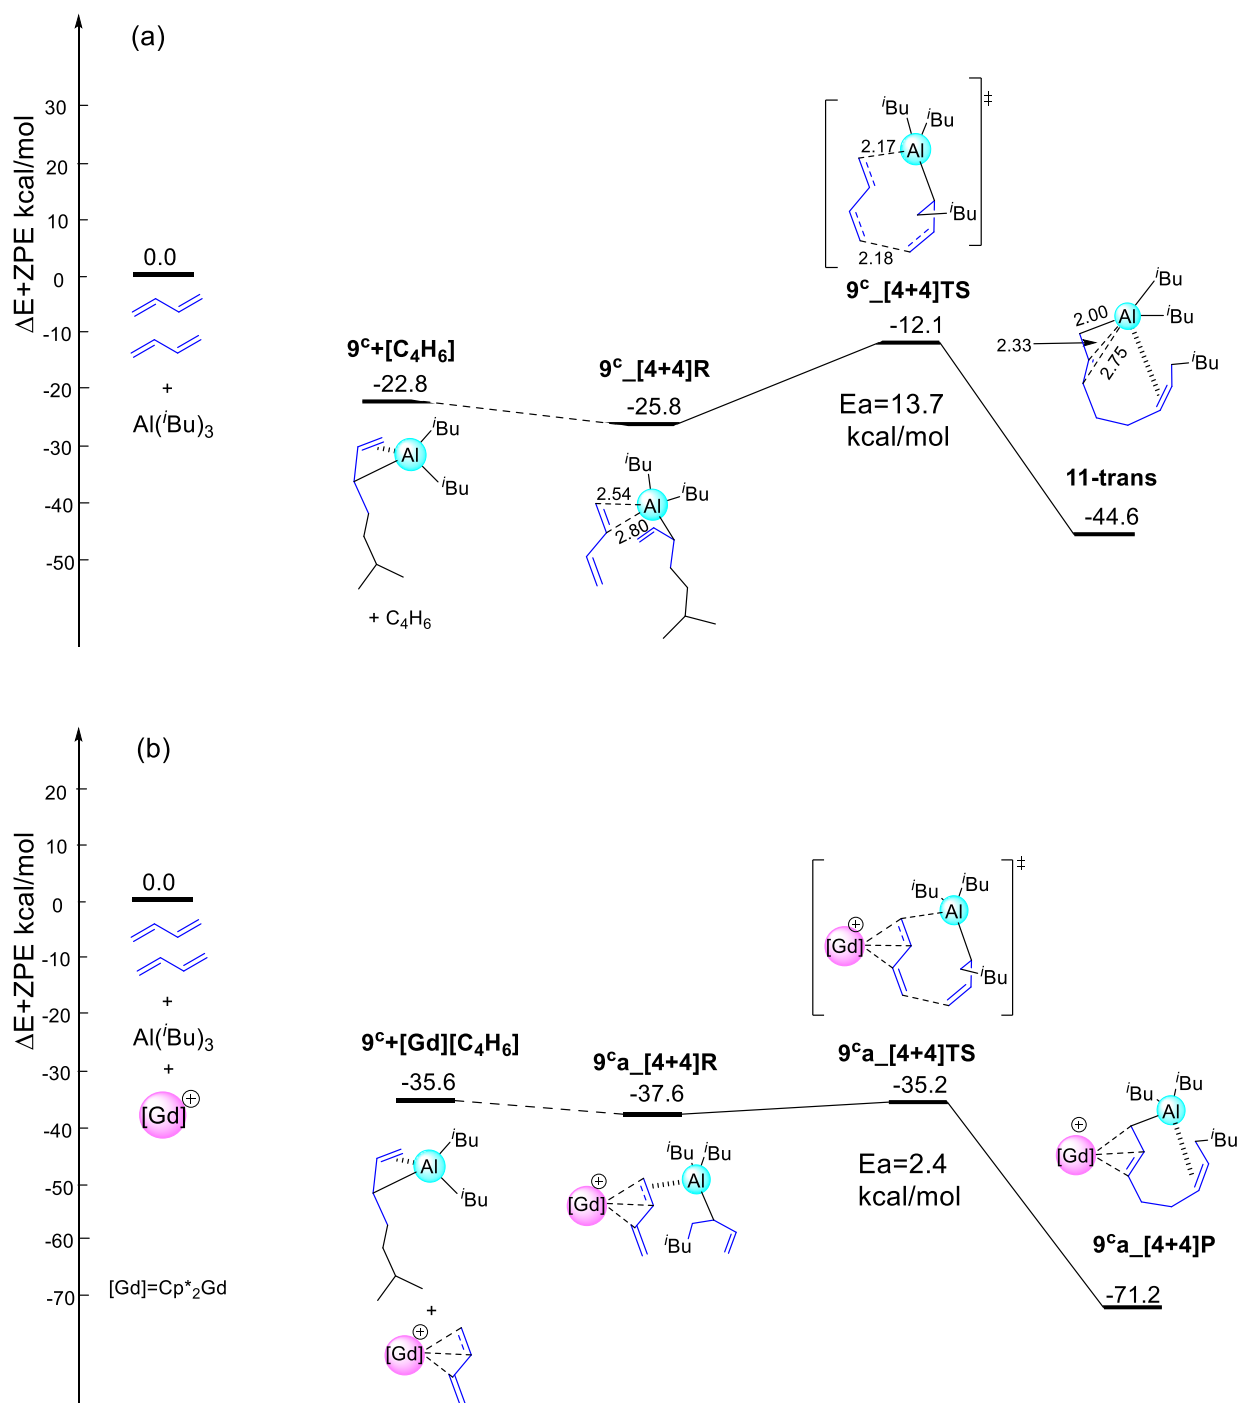 (a)
ΔE+ZPE kcal/mol
30
20
10
0
-10
-20
-30
-40
-50
0.0
+
Al(ⁱBu)₃
9ᶜ+[C₄H₆]
-22.8
Al
ⁱBu
ⁱBu
+ C₄H₆
9ᶜ_[4+4]R
-25.8
ⁱBu
ⁱBu
Al
2.54
2.80
‡
ⁱBu
ⁱBu
2.17
Al
ⁱBu
2.18
9ᶜ_[4+4]TS
-12.1
Ea=13.7
kcal/mol
ⁱBu
2.00
Al
ⁱBu
2.33
2.75
ⁱBu
11-trans
-44.6
(b)
ΔE+ZPE kcal/mol
20
10
0
-10
-20
-30
-40
-50
-60
-70
0.0
+
Al(ⁱBu)₃
+
[Gd]⊕
[Gd]=Cp*₂Gd
9ᶜ+[Gd][C₄H₆]
-35.6
ⁱBu
Al
ⁱBu
+
[Gd]⊕
9ᶜa_[4+4]R
-37.6
ⁱBu
ⁱBu
[Gd]⊕
Al
ⁱBu
‡
ⁱBu
ⁱBu
[Gd]⊕
Al
ⁱBu
9ᶜa_[4+4]TS
-35.2
Ea=2.4
kcal/mol
ⁱBu
ⁱBu
[Gd]⊕
Al
ⁱBu
9ᶜa_[4+4]P
-71.2